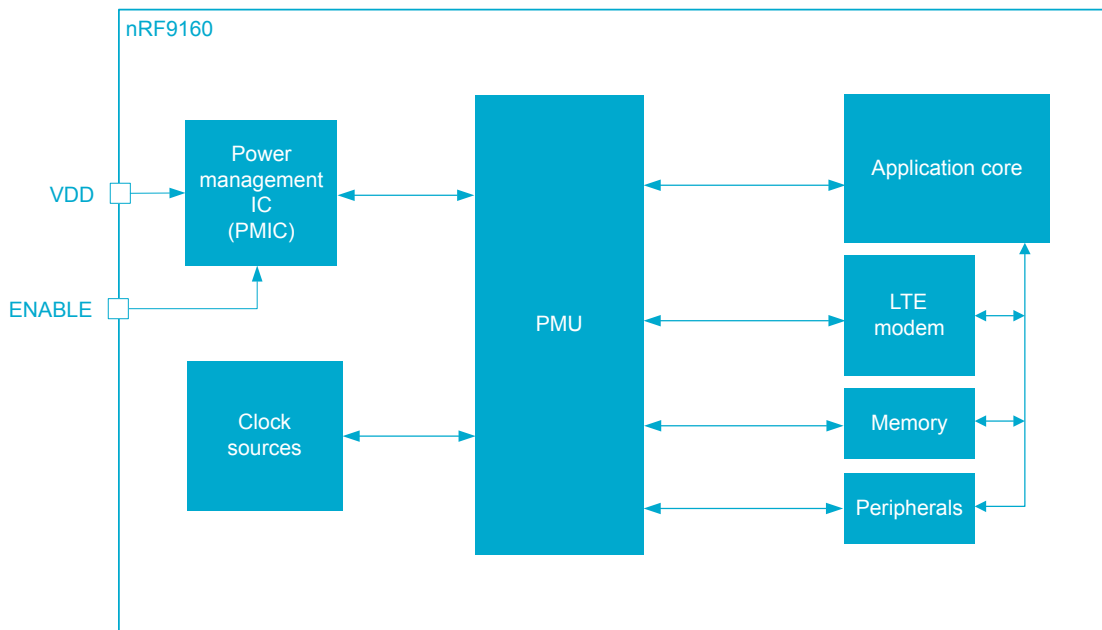 nRF9160
Power
management
IC
(PMIC)
VDD
ENABLE
Clock
sources
PMU
Application core
LTE
modem
Memory
Peripherals